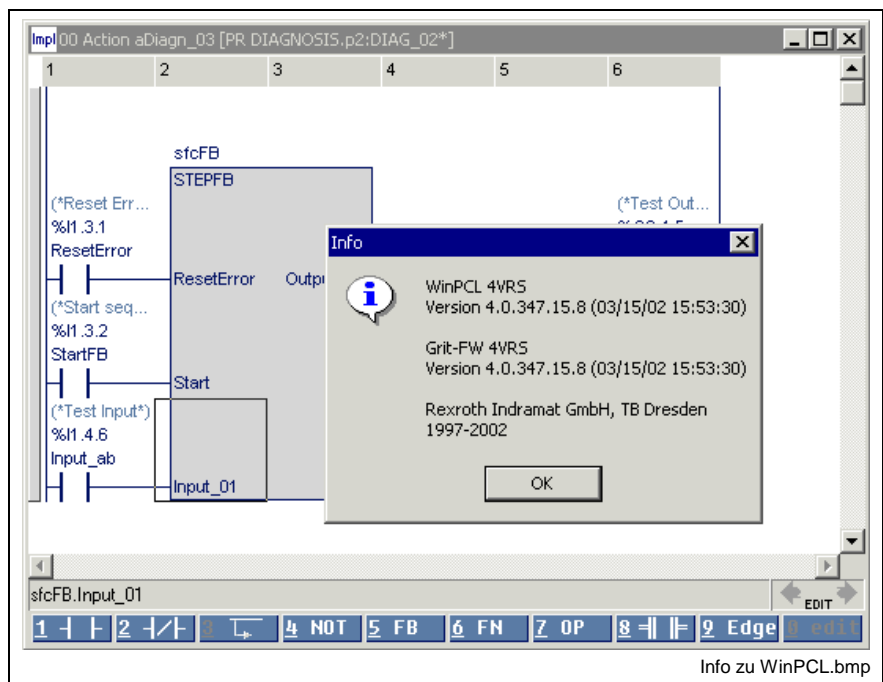 Impl 00 Action aDiagn_03 [PR DIAGNOSIS.p2:DIAG_02*]
1 2 3 4 5 6
sfcFB
STEPFB
(*Reset Err...
%I1.3.1
ResetError
ResetError
(*Start seq...
%I1.3.2
StartFB
Start
(*Test Input*)
%I1.4.6
Input_ab
Input_01
(*Test Out...
Info
WinPCL 4VRS
Version 4.0.347.15.8 (03/15/02 15:53:30)
Grit-FW 4VRS
Version 4.0.347.15.8 (03/15/02 15:53:30)
Rexroth Indramat GmbH, TB Dresden
1997-2002
OK
sfcFB.Input_01
EDIT
1 2 3 4 NOT 5 FB 6 FN 7 OP 8 9 Edge 0 edit
Info zu WinPCL.bmp